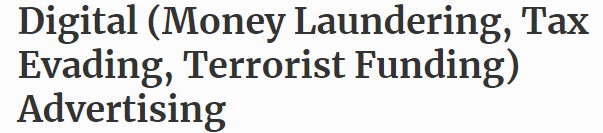 Digital (Money Laundering, Tax
Evading, Terrorist Funding)
Advertising